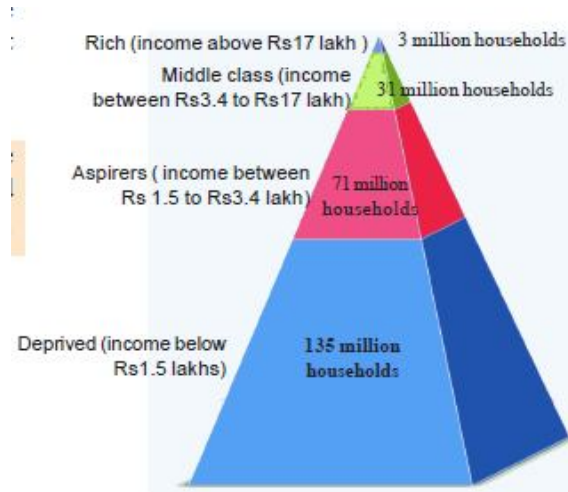 Rich (income above Rs17 lakh )
3 million households
Middle class (income
between Rs3.4 to Rs17 lakh)
31 million households
Aspirers ( income between
Rs 1.5 to Rs3.4 lakh)
71 million
households
Deprived (income below
Rs1.5 lakhs)
135 million
households